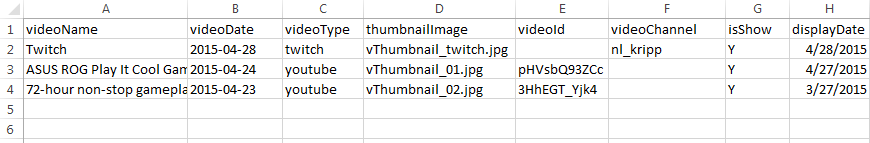 A B C D E F G H
1 videoName videoDate videoType thumbnailImage videoId videoChannel isShow displayDate
2 Twitch 2015-04-28 twitch vThumbnail_twitch.jpg nl_kripp Y 4/28/2015
3 ASUS ROG Play It Cool Gam 2015-04-24 youtube vThumbnail_01.jpg pHVsbQ93ZCc Y 4/27/2015
4 72-hour non-stop gamepla 2015-04-23 youtube vThumbnail_02.jpg 3HhEGT_Yjk4 Y 3/27/2015
5
6